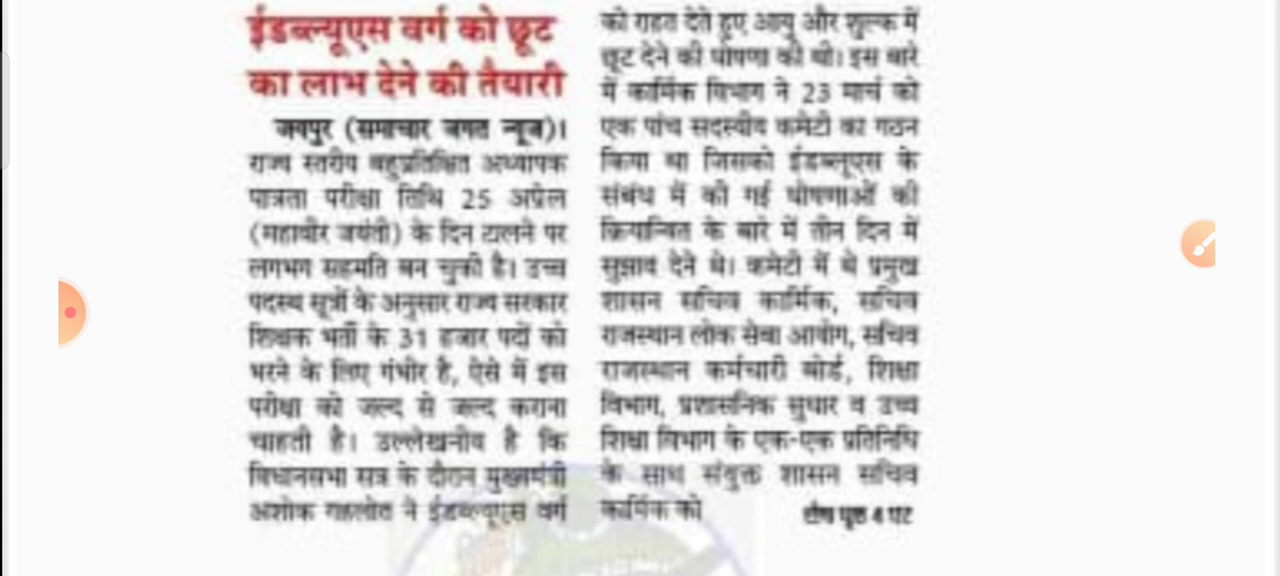 ईडब्ल्यूएस वर्ग को छूट
का लाभ देने की तैयारी
जयपुर (समाचार जगत न्यूज)।
राज्य स्तरीय बहुप्रतिक्षित अध्यापक
पात्रता परीक्षा तिथि 25 अप्रैल
(महावीर जयंती) के दिन टालने पर
लगभग सहमति बन चुकी है। उच्च
पदस्थ सूत्रों के अनुसार राज्य सरकार
शिक्षक भर्ती के 31 हजार पदों को
भरने के लिए गंभीर है, ऐसे में इस
परीक्षा को जल्द से जल्द कराना
चाहती है। उल्लेखनीय है कि
विधानसभा सत्र के दौरान मुख्यमंत्री
अशोक गहलोत ने ईडब्ल्यूएस वर्ग
को राहत देते हुए आयु और शुल्क में
छूट देने की घोषणा की थी। इस बारे
में कार्मिक विभाग ने 23 मार्च को
एक पांच सदस्यीय कमेटी का गठन
किया था जिसको ईडब्लूएस के
संबंध में की गई घोषणाओं की
क्रियान्विति के बारे में तीन दिन में
सुझाव देने थे। कमेटी में थे प्रमुख
शासन सचिव कार्मिक, सचिव
राजस्थान लोक सेवा आयोग, सचिव
राजस्थान कर्मचारी बोर्ड, शिक्षा
विभाग, प्रशासनिक सुधार व उच्च
शिक्षा विभाग के एक-एक प्रतिनिधि
के साथ संयुक्त शासन सचिव
कार्मिक को शेष पृष्ठ 4 पर